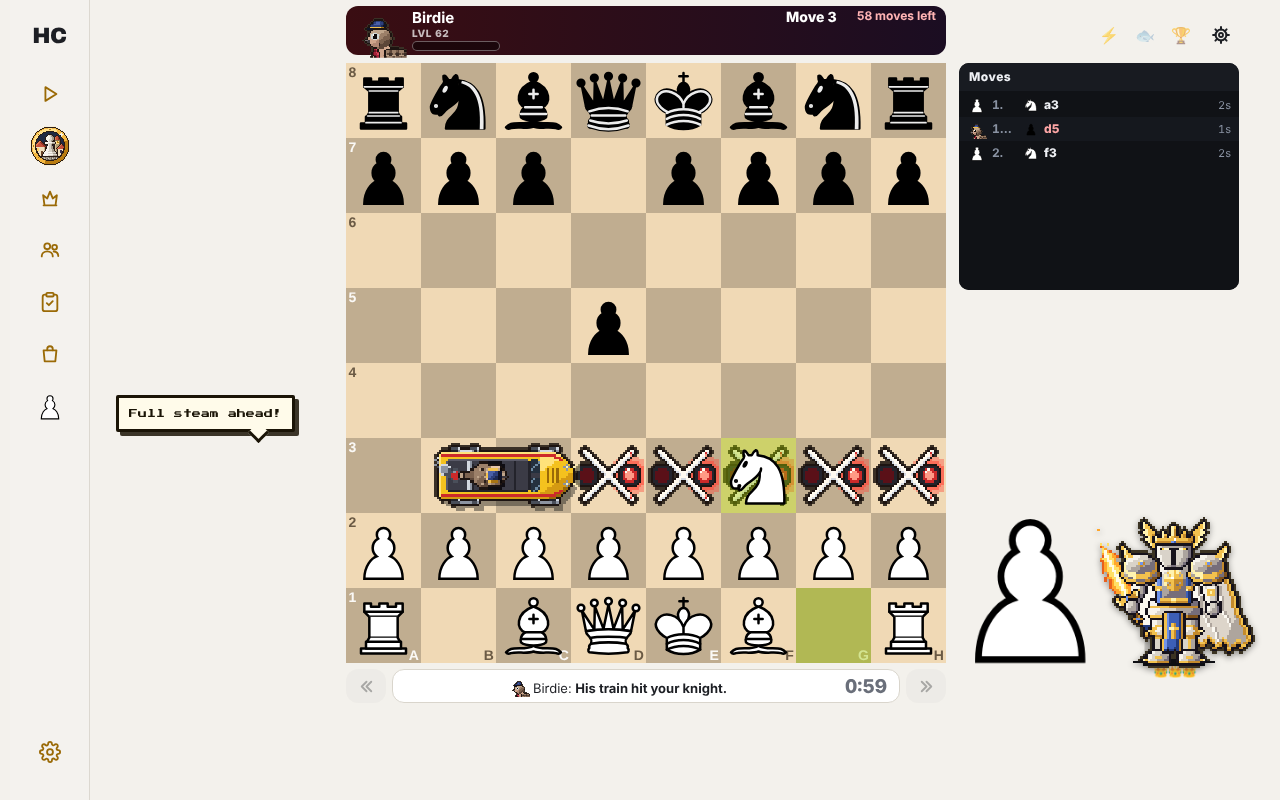 HC
Birdie
LVL 62
Move 3
58 moves left
Moves
1. a3 2s
1... d5 1s
2. f3 2s
8
7
6
5
4
3
2
1
A B C D E F G H
Full steam ahead!
Birdie: His train hit your knight.
0:59